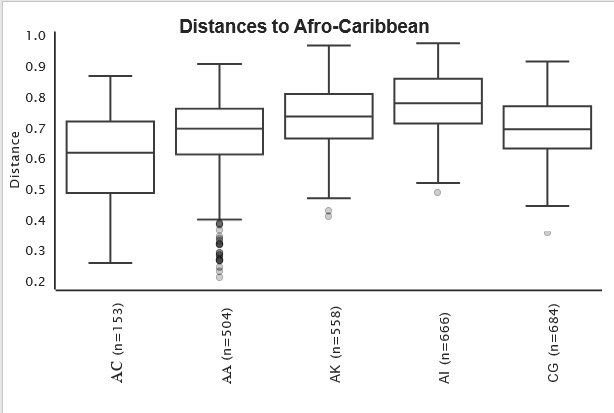 Distances to Afro-Caribbean
1.0
0.9
0.8
0.7
0.6
0.5
0.4
0.3
0.2
Distance
AC (n=153)
AA (n=504)
AK (n=558)
AI (n=666)
CG (n=684)